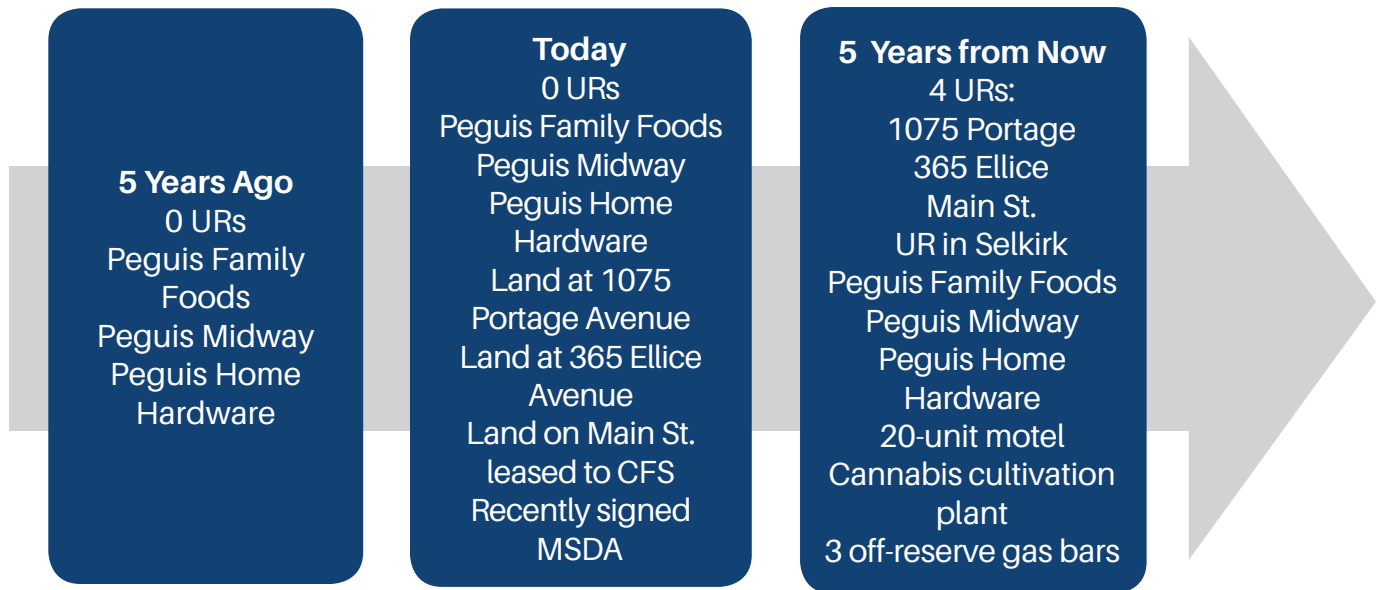 5 Years Ago
0 URs
Peguis Family
Foods
Peguis Midway
Peguis Home
Hardware
Today
0 URs
Peguis Family Foods
Peguis Midway
Peguis Home
Hardware
Land at 1075
Portage Avenue
Land at 365 Ellice
Avenue
Land on Main St.
leased to CFS
Recently signed
MSDA
5 Years from Now
4 URs:
1075 Portage
365 Ellice
Main St.
UR in Selkirk
Peguis Family Foods
Peguis Midway
Peguis Home
Hardware
20-unit motel
Cannabis cultivation
plant
3 off-reserve gas bars